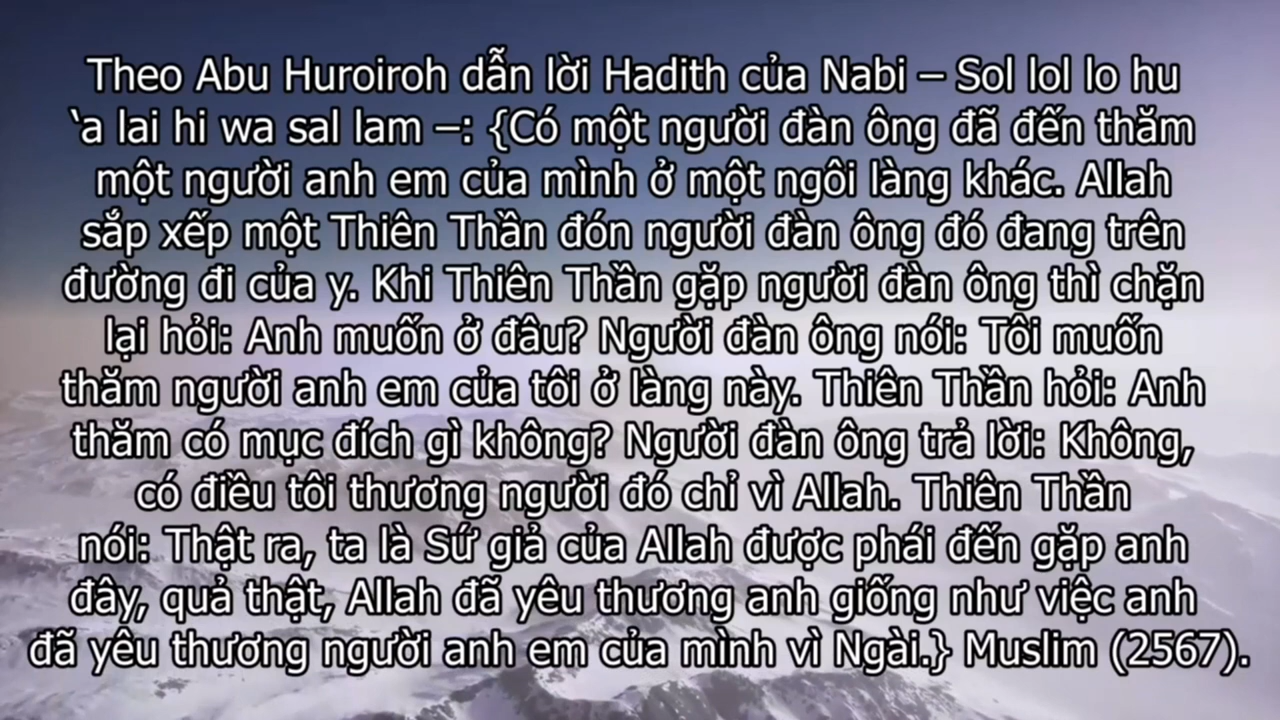 Theo Abu Huroiroh dẫn lời Hadith của Nabi – Sol lol lo hu
‘a lai hi wa sal lam –: {Có một người đàn ông đã đến thăm
một người anh em của mình ở một ngôi làng khác. Allah
sắp xếp một Thiên Thần đón người đàn ông đó đang trên
đường đi của y. Khi Thiên Thần gặp người đàn ông thì chặn
lại hỏi: Anh muốn ở đâu? Người đàn ông nói: Tôi muốn
thăm người anh em của tôi ở làng này. Thiên Thần hỏi: Anh
thăm có mục đích gì không? Người đàn ông trả lời: Không,
có điều tôi thương người đó chỉ vì Allah. Thiên Thần
nói: Thật ra, ta là Sứ giả của Allah được phái đến gặp anh
đây, quả thật, Allah đã yêu thương anh giống như việc anh
đã yêu thương người anh em của mình vì Ngài.} Muslim (2567).